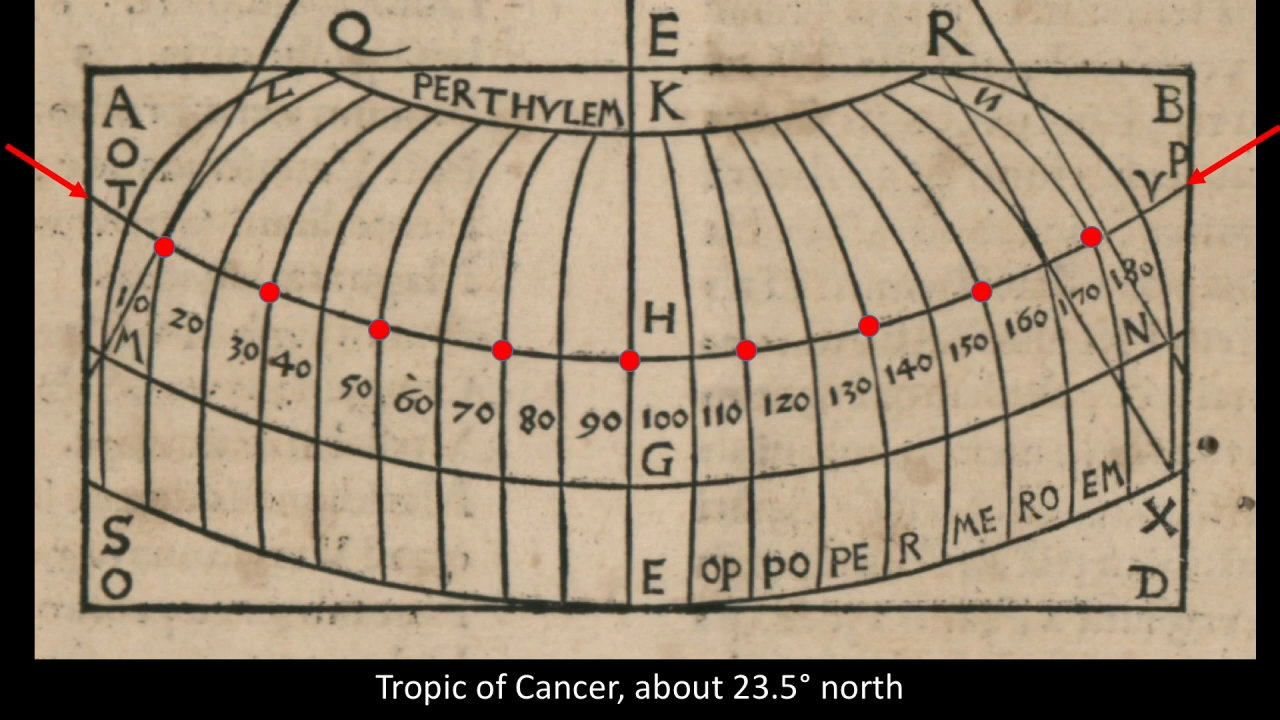 Q E R
A PERTHVLEM K B
L И
O P
T V
H
10 20 30 40 50 60 70 80 90 100 110 120 130 140 150 160 170 180
M N
G
S E OP PO PE R ME RO EM X
O D
Tropic of Cancer, about 23.5° north